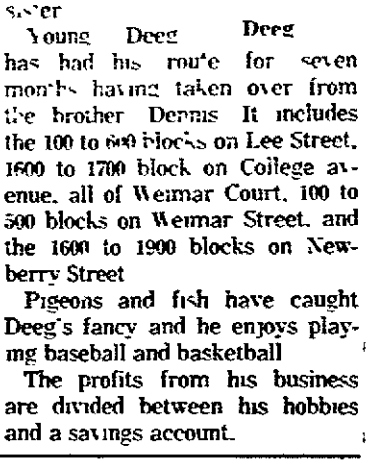 sister
Deeg
Young Deeg
has had his route for seven
months having taken over from
the brother Dennis It includes
the 100 to 600 blocks on Lee Street,
1600 to 1700 block on College av-
enue, all of Weimar Court, 100 to
500 blocks on Weimar Street, and
the 1600 to 1900 blocks on New-
berry Street
Pigeons and fish have caught
Deeg's fancy and he enjoys play-
ing baseball and basketball
The profits from his business
are divided between his hobbies
and a savings account.